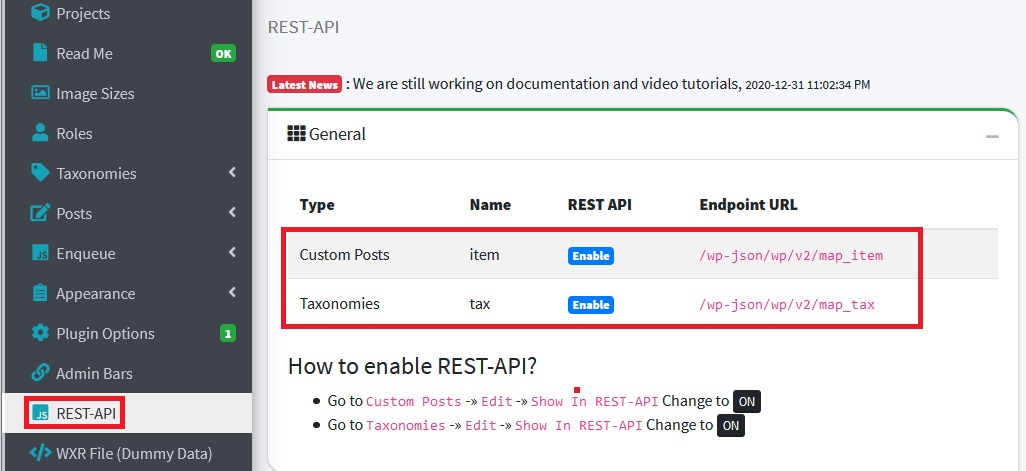 Projects
Read Me OK
Image Sizes
Roles
Taxonomies
Posts
JS Enqueue
Appearance
Plugin Options 1
Admin Bars
JS REST-API
WXR File (Dummy Data)
REST-API
Latest News : We are still working on documentation and video tutorials, 2020-12-31 11:02:34 PM
General
Type Name REST API Endpoint URL
Custom Posts item Enable /wp-json/wp/v2/map_item
Taxonomies tax Enable /wp-json/wp/v2/map_tax
How to enable REST-API?
Go to Custom Posts -» Edit -» Show In REST-API Change to ON
Go to Taxonomies -» Edit -» Show In REST-API Change to ON